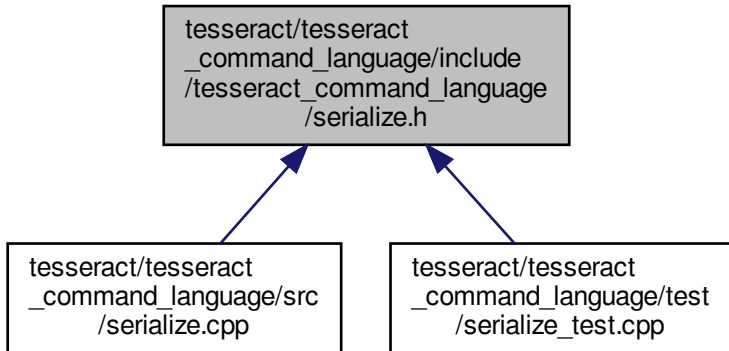 tesseract/tesseract
_command_language/include
/tesseract_command_language
/serialize.h
tesseract/tesseract
_command_language/src
/serialize.cpp
tesseract/tesseract
_command_language/test
/serialize_test.cpp